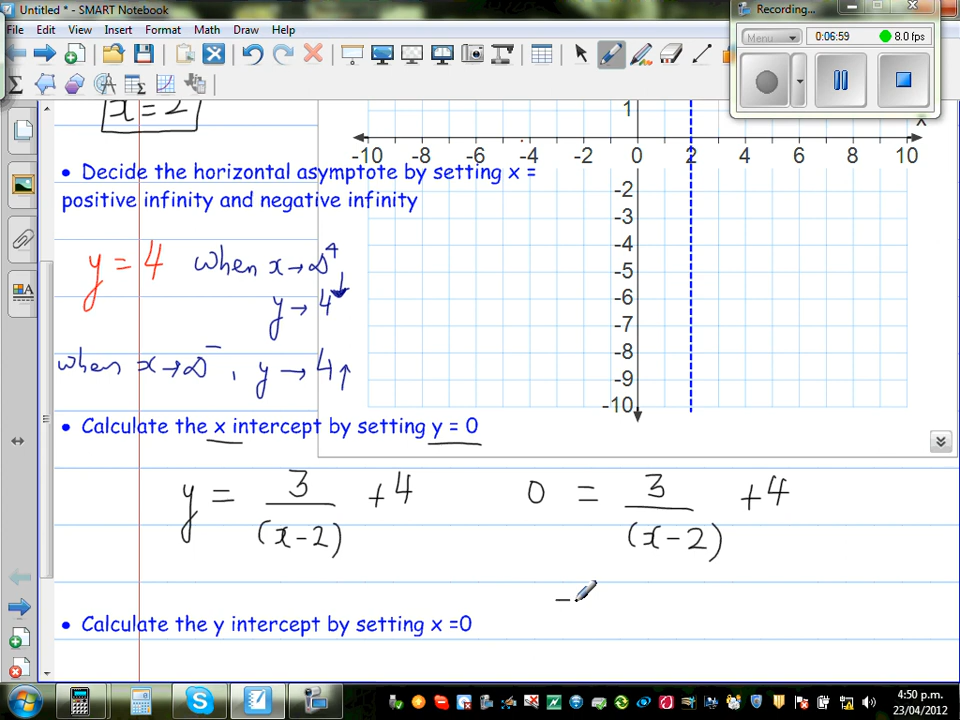 Untitled * - SMART Notebook
Recording...
File Edit View Insert Format Math Draw Help
Menu 0:06:59 8.0 fps
x = 2
1
x
-10 -8 -6 -4 -2 0 2 4 6 8 10
• Decide the horizontal asymptote by setting x =
positive infinity and negative infinity
-2
-3
-4
-5
-6
-7
-8
-9
-10
y = 4 when x → ∞⁺
y → 4 ↓
when x → ∞⁻, y → 4 ↑
• Calculate the x intercept by setting y = 0
y = 3/(x-2) + 4 0 = 3/(x-2) + 4
-
• Calculate the y intercept by setting x =0
4:50 p.m.
23/04/2012